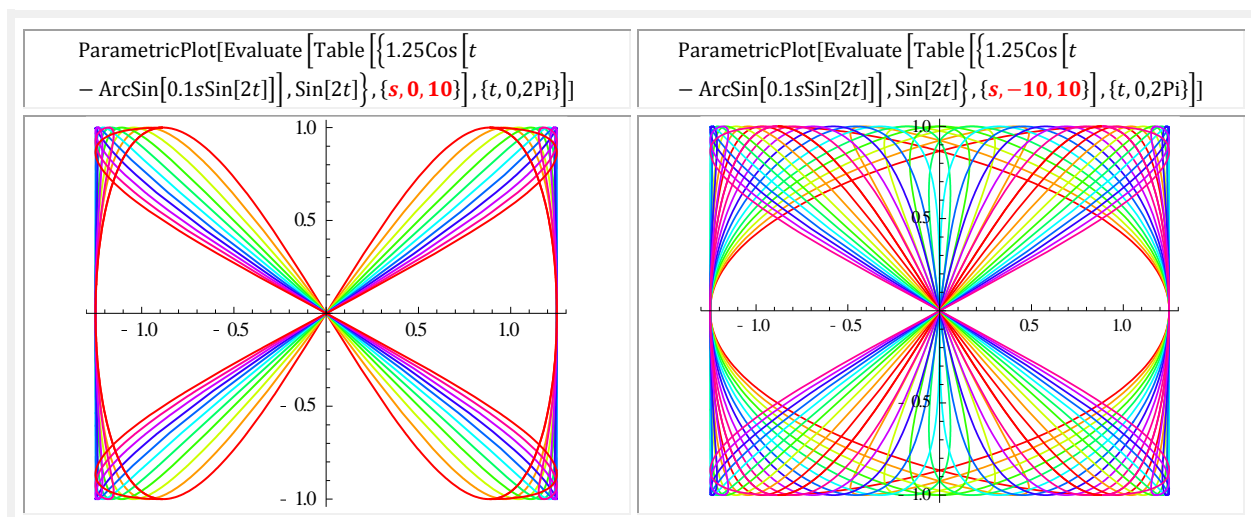 ParametricPlot[Evaluate [Table [{1.25Cos [t
− ArcSin[0.1sSin[2t]]] , Sin[2t]} , {s, 0, 10}] , {t, 0,2Pi}]]
ParametricPlot[Evaluate [Table [{1.25Cos [t
− ArcSin[0.1sSin[2t]]] , Sin[2t]} , {s, −10, 10}] , {t, 0,2Pi}]]
1.0
0.5
- 1.0 - 0.5 0.5 1.0
- 0.5
- 1.0
1.0
0.5
- 1.0 - 0.5 0.5 1.0
- 0.5
- 1.0